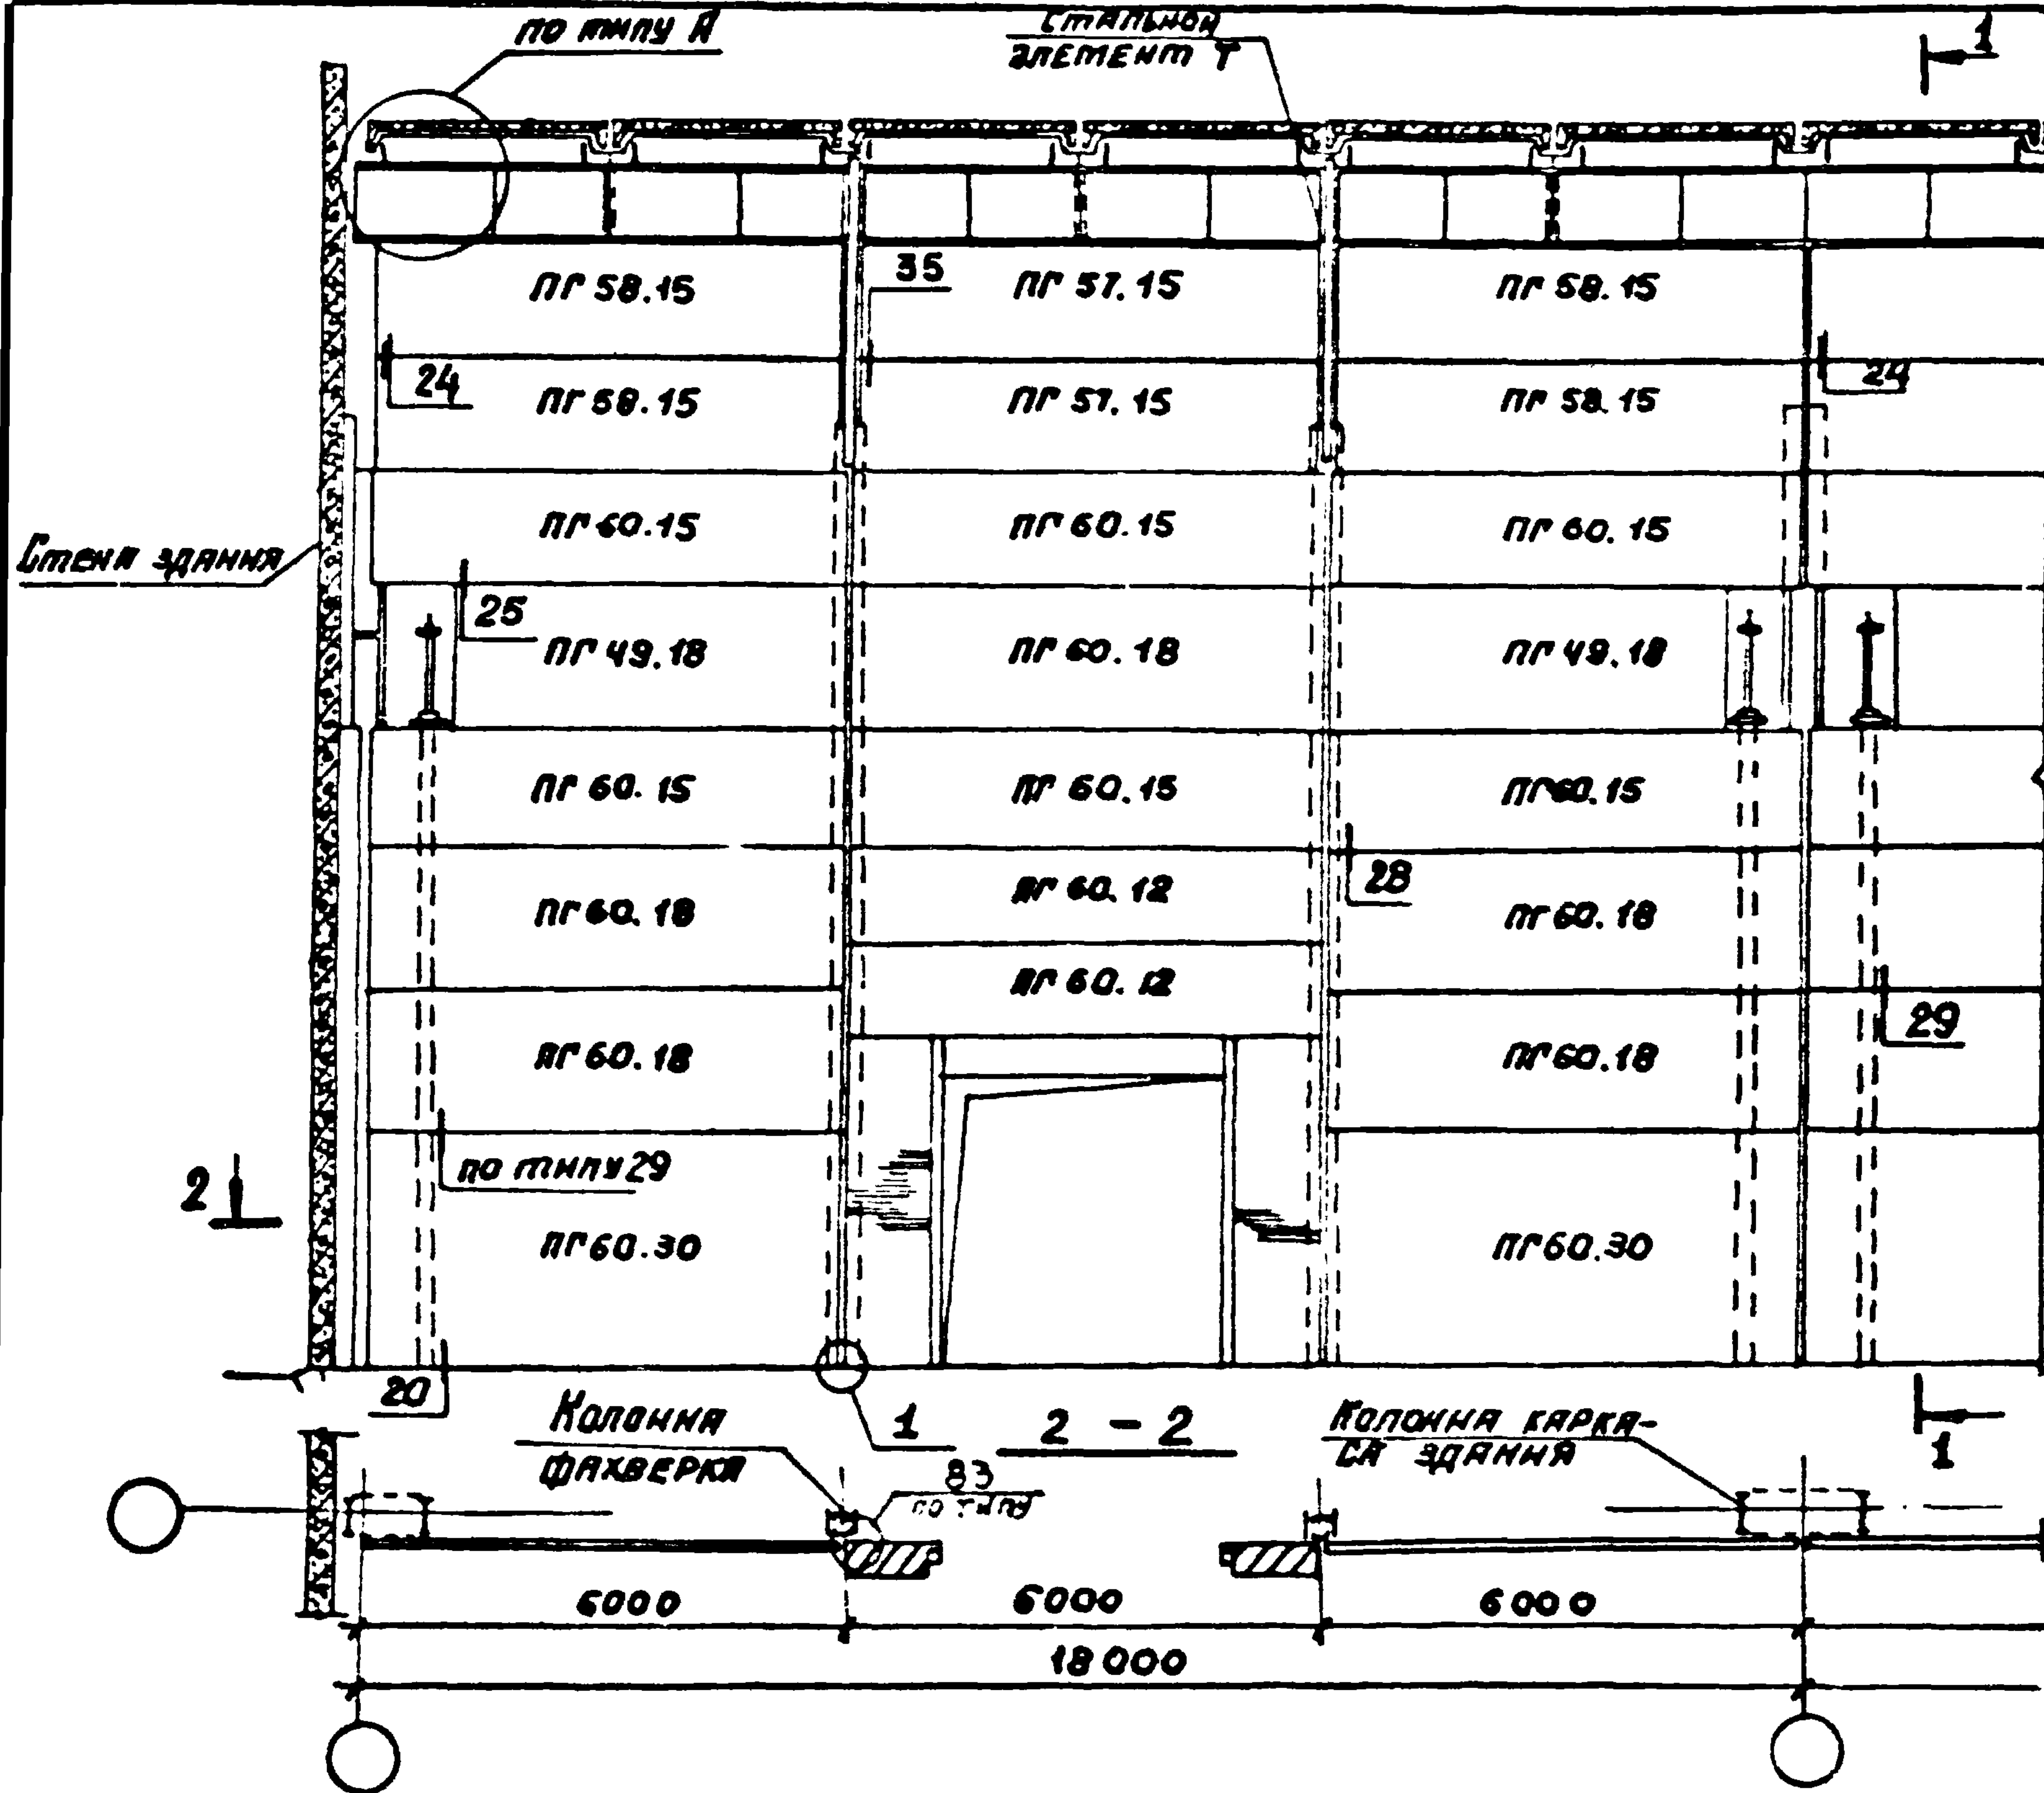 по типу А
Стальной
элемент Т
1
ПГ 58.15
35
ПГ 57.15
ПГ 58.15
24
ПГ 58.15
ПГ 57.15
ПГ 58.15
24
ПГ 60.15
ПГ 60.15
ПГ 60.15
Стена здания
25
ПГ 49.18
ПГ 60.18
ПГ 49.18
ПГ 60.15
ПГ 60.15
ПГ 60.15
ПГ 60.12
28
ПГ 60.18
ПГ 60.18
ПГ 60.12
29
ПГ 60.18
ПГ 60.18
по типу 29
2
ПГ 60.30
ПГ 60.30
20
Колонна
фахверка
1
2 - 2
Колонна карка-
са здания
1
83
по типу
6000
6000
6000
18000